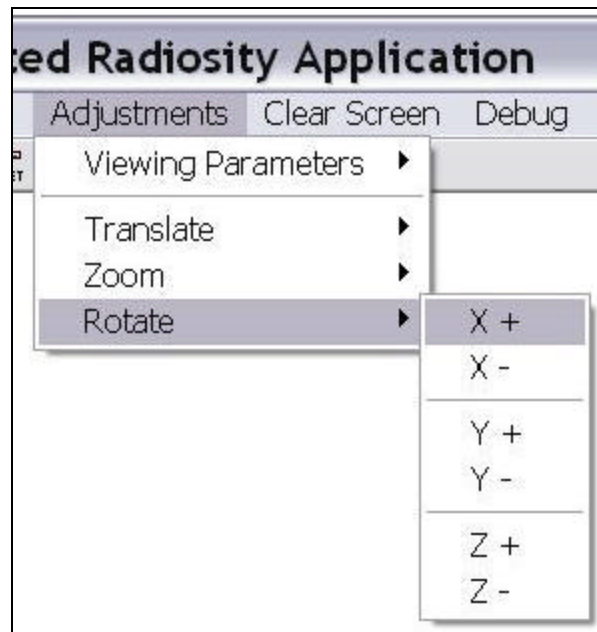 ted Radiosity Application
Adjustments Clear Screen Debug
Viewing Parameters
Translate
Zoom
Rotate
X +
X -
Y +
Y -
Z +
Z -